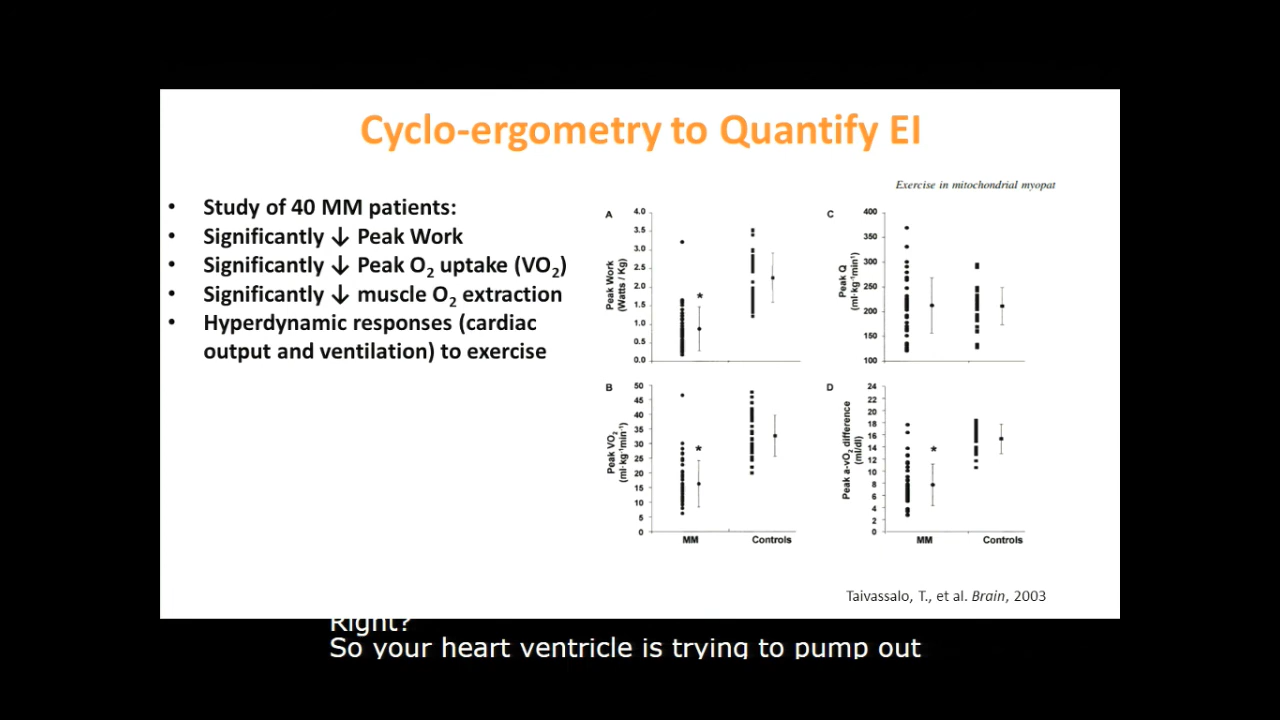 Cyclo-ergometry to Quantify EI
• Study of 40 MM patients:
• Significantly ↓ Peak Work
• Significantly ↓ Peak O₂ uptake (VO₂)
• Significantly ↓ muscle O₂ extraction
• Hyperdynamic responses (cardiac
output and ventilation) to exercise
Exercise in mitochondrial myopat
A
Peak Work
(Watts / Kg)
4.0
3.5
3.0
2.5
2.0
1.5
1.0
0.5
0.0
*
C
Peak Q
(ml·kg⁻¹min⁻¹)
400
350
300
250
200
150
100
B
Peak VO₂
(ml·kg⁻¹min⁻¹)
50
45
40
35
30
25
20
15
10
5
0
*
MM Controls
D
Peak a-vO₂ difference
(ml/dl)
24
22
20
18
16
14
12
10
8
6
4
2
0
*
MM Controls
Taivassalo, T., et al. Brain, 2003
Right?
So your heart ventricle is trying to pump out